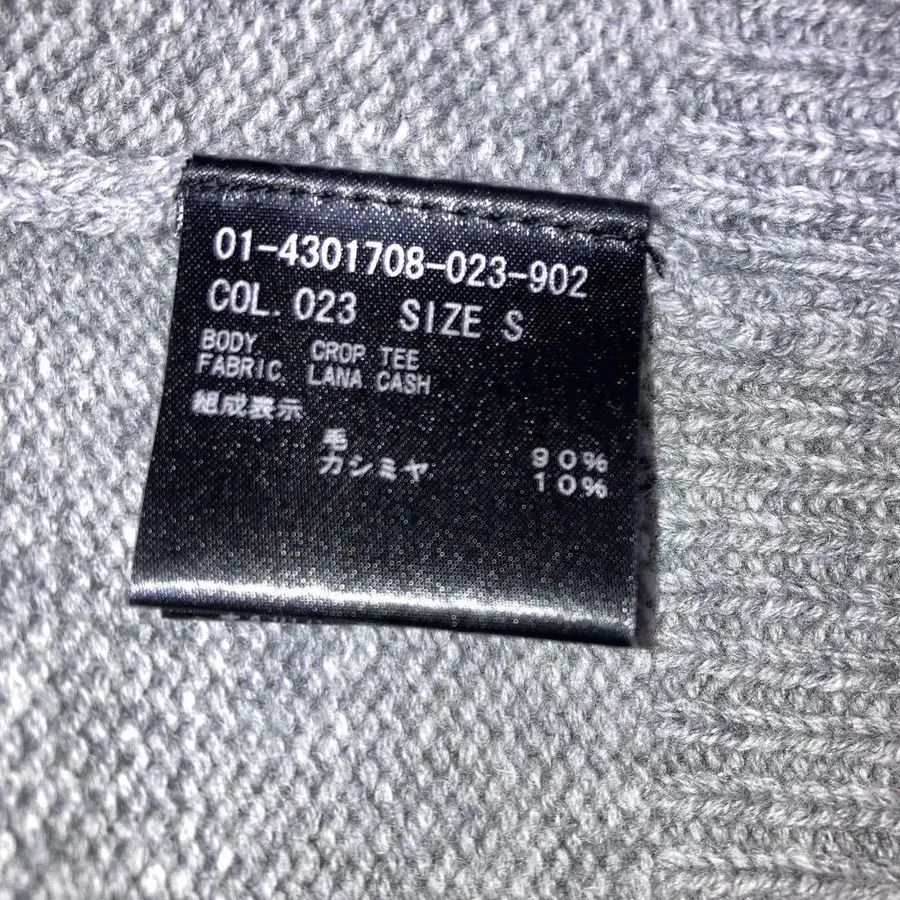 01-4301708-023-902
COL. 023 SIZE S
BODY CROP TEE
FABRIC LANA CASH
組成表示
毛 90%
カシミヤ 10%